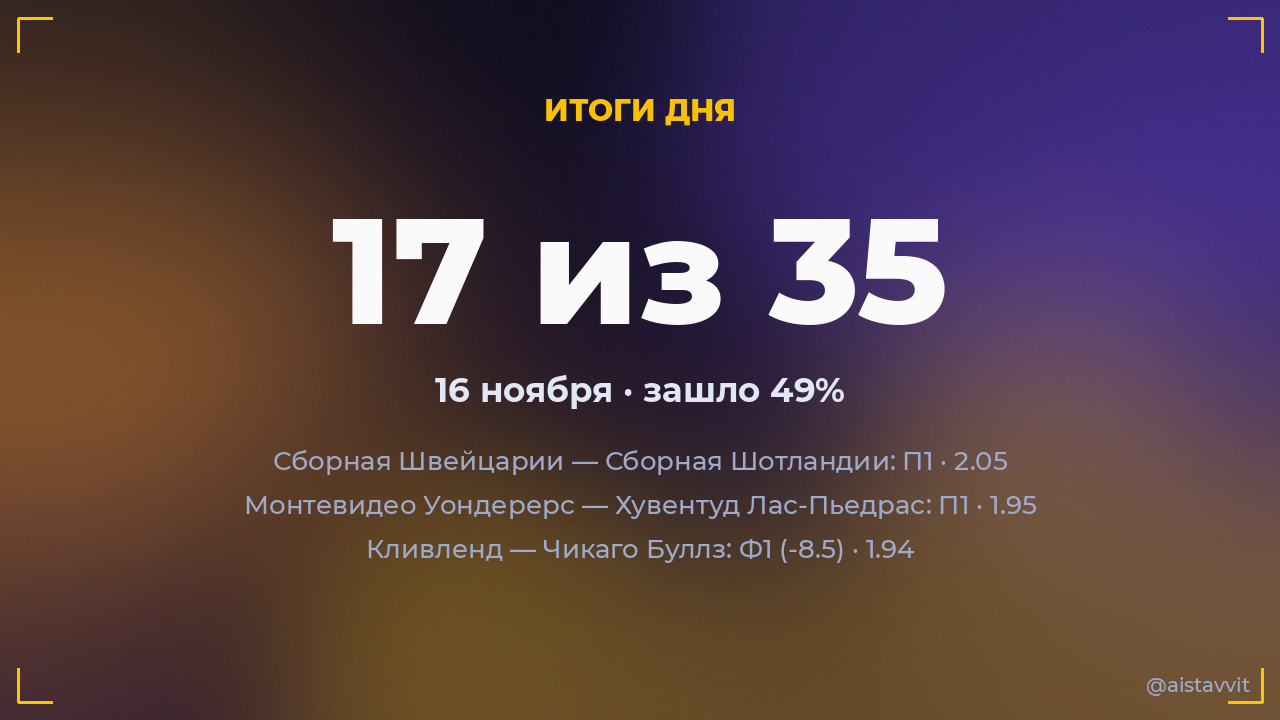 ИТОГИ ДНЯ
17 из 35
16 ноября · зашло 49%
Сборная Швейцарии — Сборная Шотландии: П1 · 2.05
Монтевидео Уондерерс — Хувентуд Лас-Пьедрас: П1 · 1.95
Кливленд — Чикаго Буллз: Ф1 (-8.5) · 1.94
@aistavvit